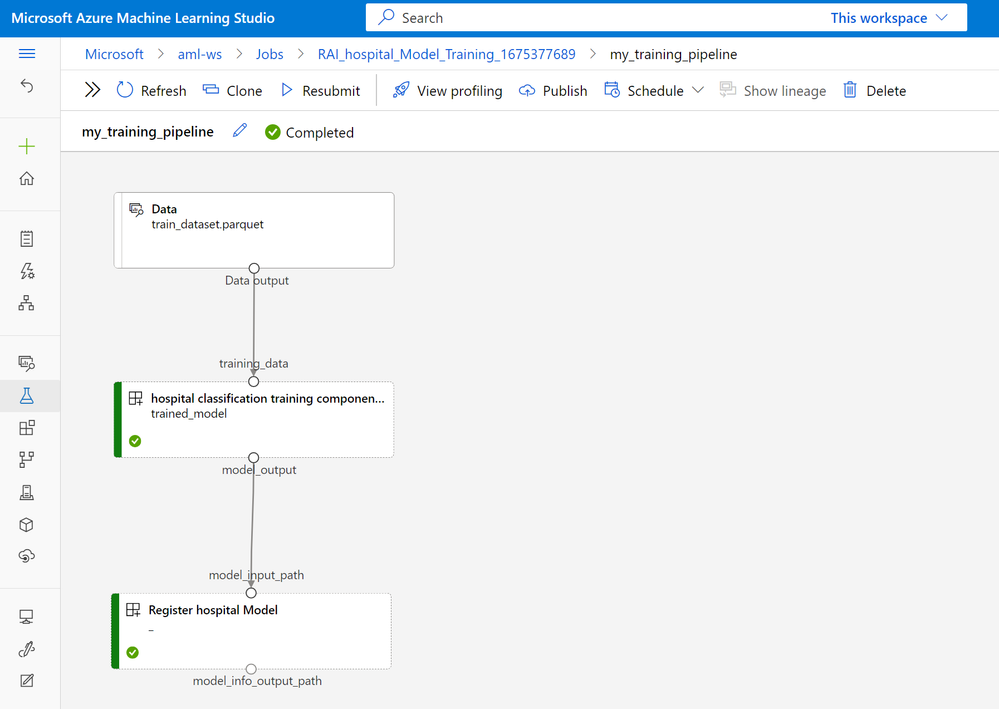 Microsoft Azure Machine Learning Studio
Search
This workspace
Microsoft > aml-ws > Jobs > RAI_hospital_Model_Training_1675377689 > my_training_pipeline
Refresh Clone Resubmit View profiling Publish Schedule Show lineage Delete
my_training_pipeline Completed
Data
train_dataset.parquet
Data output
training_data
hospital classification training componen...
trained_model
model_output
model_input_path
Register hospital Model
_
model_info_output_path